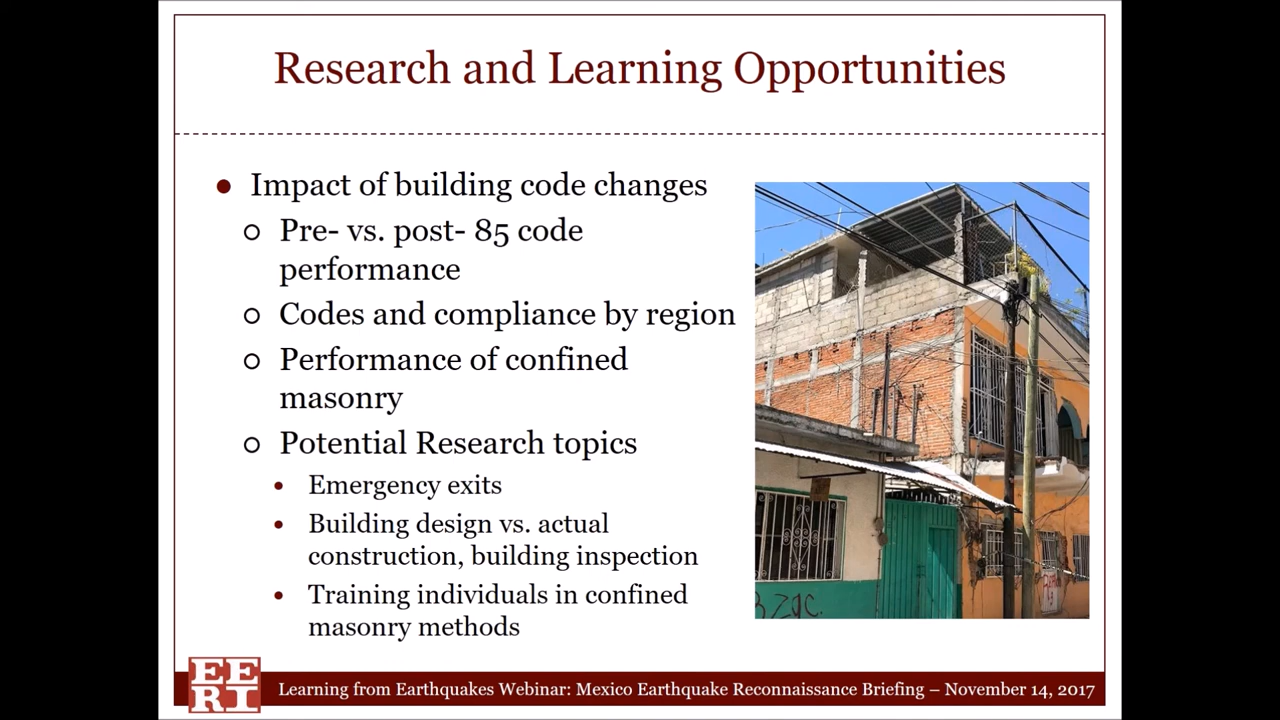 Research and Learning Opportunities
Impact of building code changes
Pre- vs. post- 85 code
performance
Codes and compliance by region
Performance of confined
masonry
Potential Research topics
Emergency exits
Building design vs. actual
construction, building inspection
Training individuals in confined
masonry methods
EE
RI
Learning from Earthquakes Webinar: Mexico Earthquake Reconnaissance Briefing – November 14, 2017